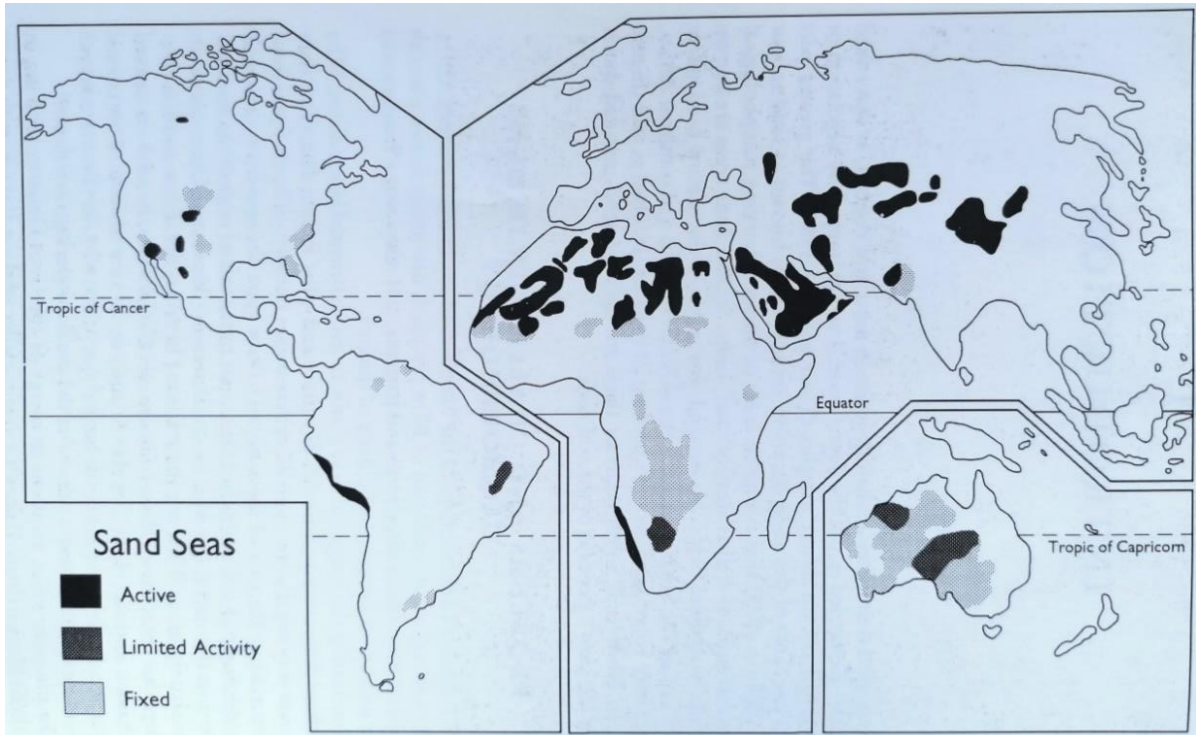 Tropic of Cancer
Equator
Sand Seas
Tropic of Capricorn
Active
Limited Activity
Fixed